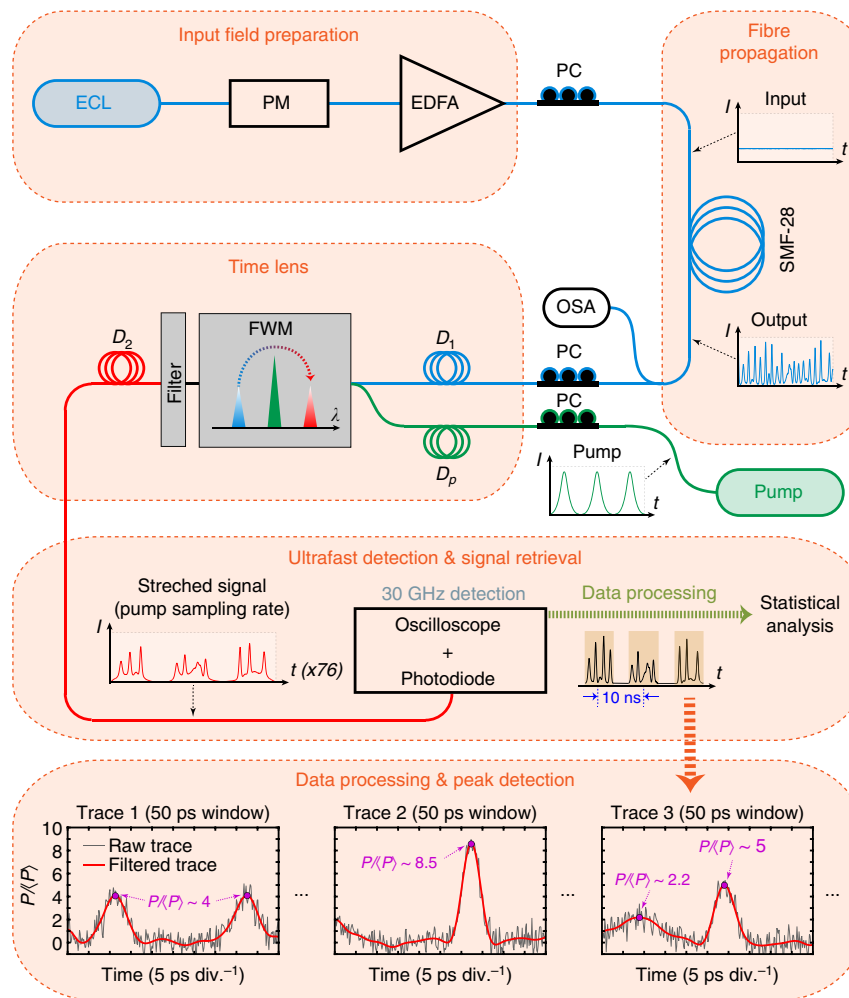 Input field preparation
Fibre
propagation
ECL
PM
EDFA
PC
I
Input
t
SMF-28
Time lens
OSA
Output
I
t
D2
Filter
FWM
λ
D1
PC
PC
Dp
I
Pump
t
Pump
Ultrafast detection & signal retrieval
Streched signal
(pump sampling rate)
I
t (x76)
30 GHz detection
Oscilloscope
+
Photodiode
Data processing
Statistical
analysis
t
10 ns
Data processing & peak detection
Trace 1 (50 ps window)
Trace 2 (50 ps window)
Trace 3 (50 ps window)
P/⟨P⟩
10
8
6
4
2
0
Raw trace
Filtered trace
P/⟨P⟩ ~ 4
...
P/⟨P⟩ ~ 8.5
...
P/⟨P⟩ ~ 2.2
P/⟨P⟩ ~ 5
...
Time (5 ps div.⁻¹)
Time (5 ps div.⁻¹)
Time (5 ps div.⁻¹)